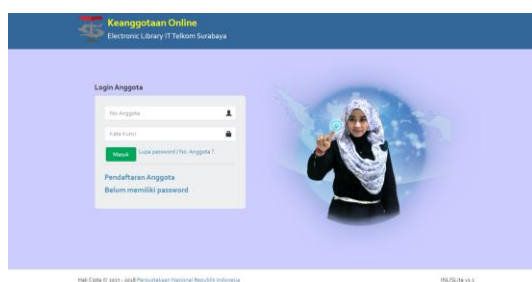 Keanggotaan Online
Electronic Library IT Telkom Surabaya
Login Anggota
No Anggota
Kata Kunci
Masuk Lupa password / No. Anggota ?
Pendaftaran Anggota
Belum memiliki password
Hak Cipta © 2017 - 2018 Perpustakaan Nasional Republik Indonesia
INLISLite v3.1